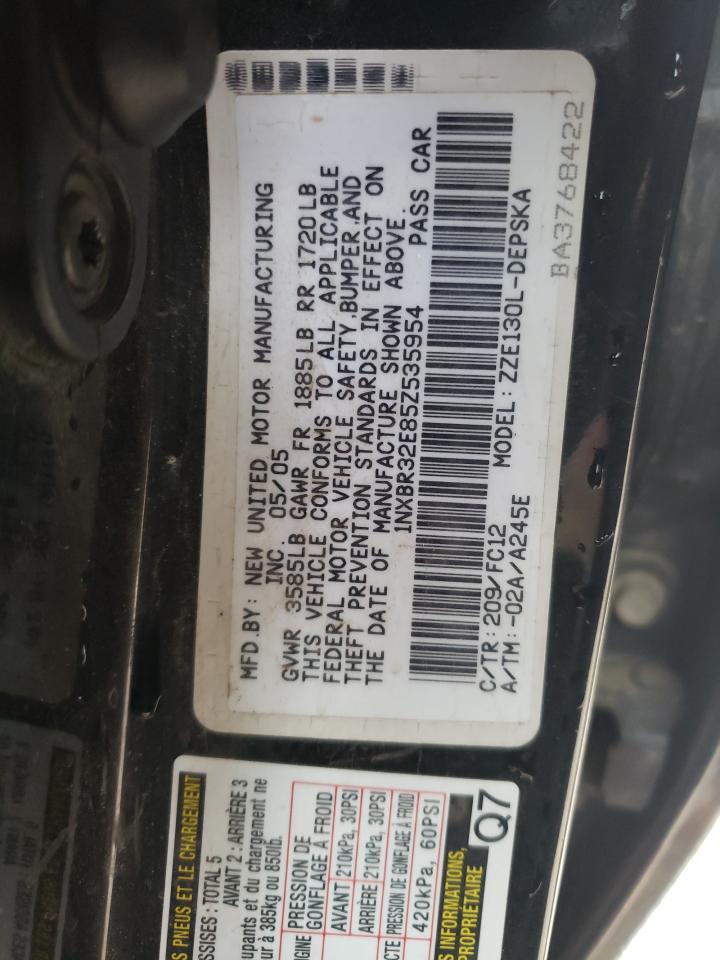 MFD.BY: NEW UNITED MOTOR MANUFACTURING
INC. 05/05
GVWR 3585LB GAWR FR 1885LB RR 1720LB
THIS VEHICLE CONFORMS TO ALL APPLICABLE
FEDERAL MOTOR VEHICLE SAFETY,BUMPER,AND
THEFT PREVENTION STANDARDS IN EFFECT ON
THE DATE OF MANUFACTURE SHOWN ABOVE.
1NXBR32E85Z535954 PASS CAR
C/TR: 209/FC12 MODEL: ZZE130L-DEPSKA
A/TM: -02A/A245E
BA3768422
PNEUS ET LE CHARGEMENT
TOTAL 5
AVANT 2 : ARRIÈRE 3
et du chargement ne
à 385kg ou 850lb.
PRESSION DE
GONFLAGE À FROID
AVANT 210kPa, 30PSI
ARRIÈRE 210kPa, 30PSI
PRESSION DE GONFLAGE À FROID
420kPa, 60PSI
INFORMATIONS,
PROPRIÉTAIRE
Q7